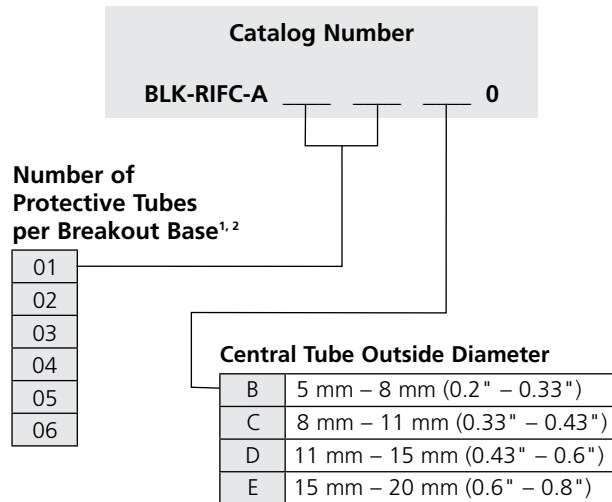 Catalog Number
BLK-RIFC-A ___ ___ ___ 0
Number of
Protective Tubes
per Breakout Base¹, ²
01
02
03
04
05
06
Central Tube Outside Diameter
B 5 mm – 8 mm (0.2" – 0.33")
C 8 mm – 11 mm (0.33" – 0.43")
D 11 mm – 15 mm (0.43" – 0.6")
E 15 mm – 20 mm (0.6" – 0.8")